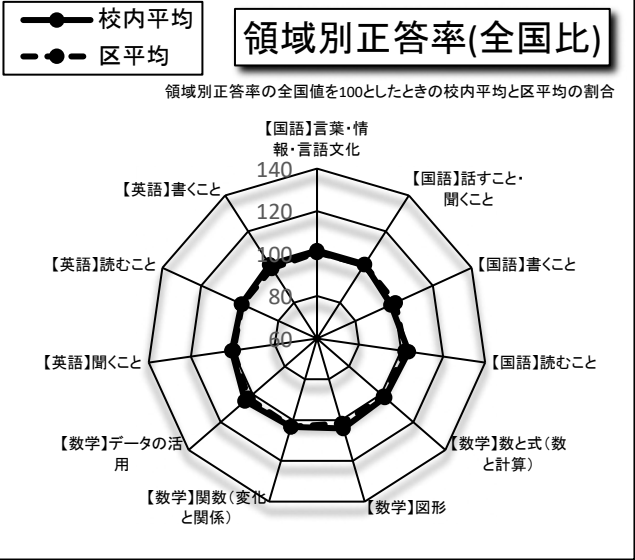 校内平均
区平均
領域別正答率(全国比)
領域別正答率の全国値を100としたときの校内平均と区平均の割合
【国語】言葉・情
報・言語文化
【国語】話すこと・
聞くこと
【国語】書くこと
【国語】読むこと
【数学】数と式(数
と計算)
【数学】図形
【数学】関数(変化
と関係)
【数学】データの活
用
【英語】聞くこと
【英語】読むこと
【英語】書くこと
140
120
100
80
60